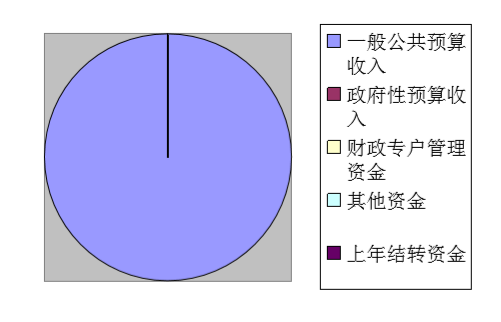 一般公共预算
收入
政府性预算收
入
财政专户管理
资金
其他资金
上年结转资金